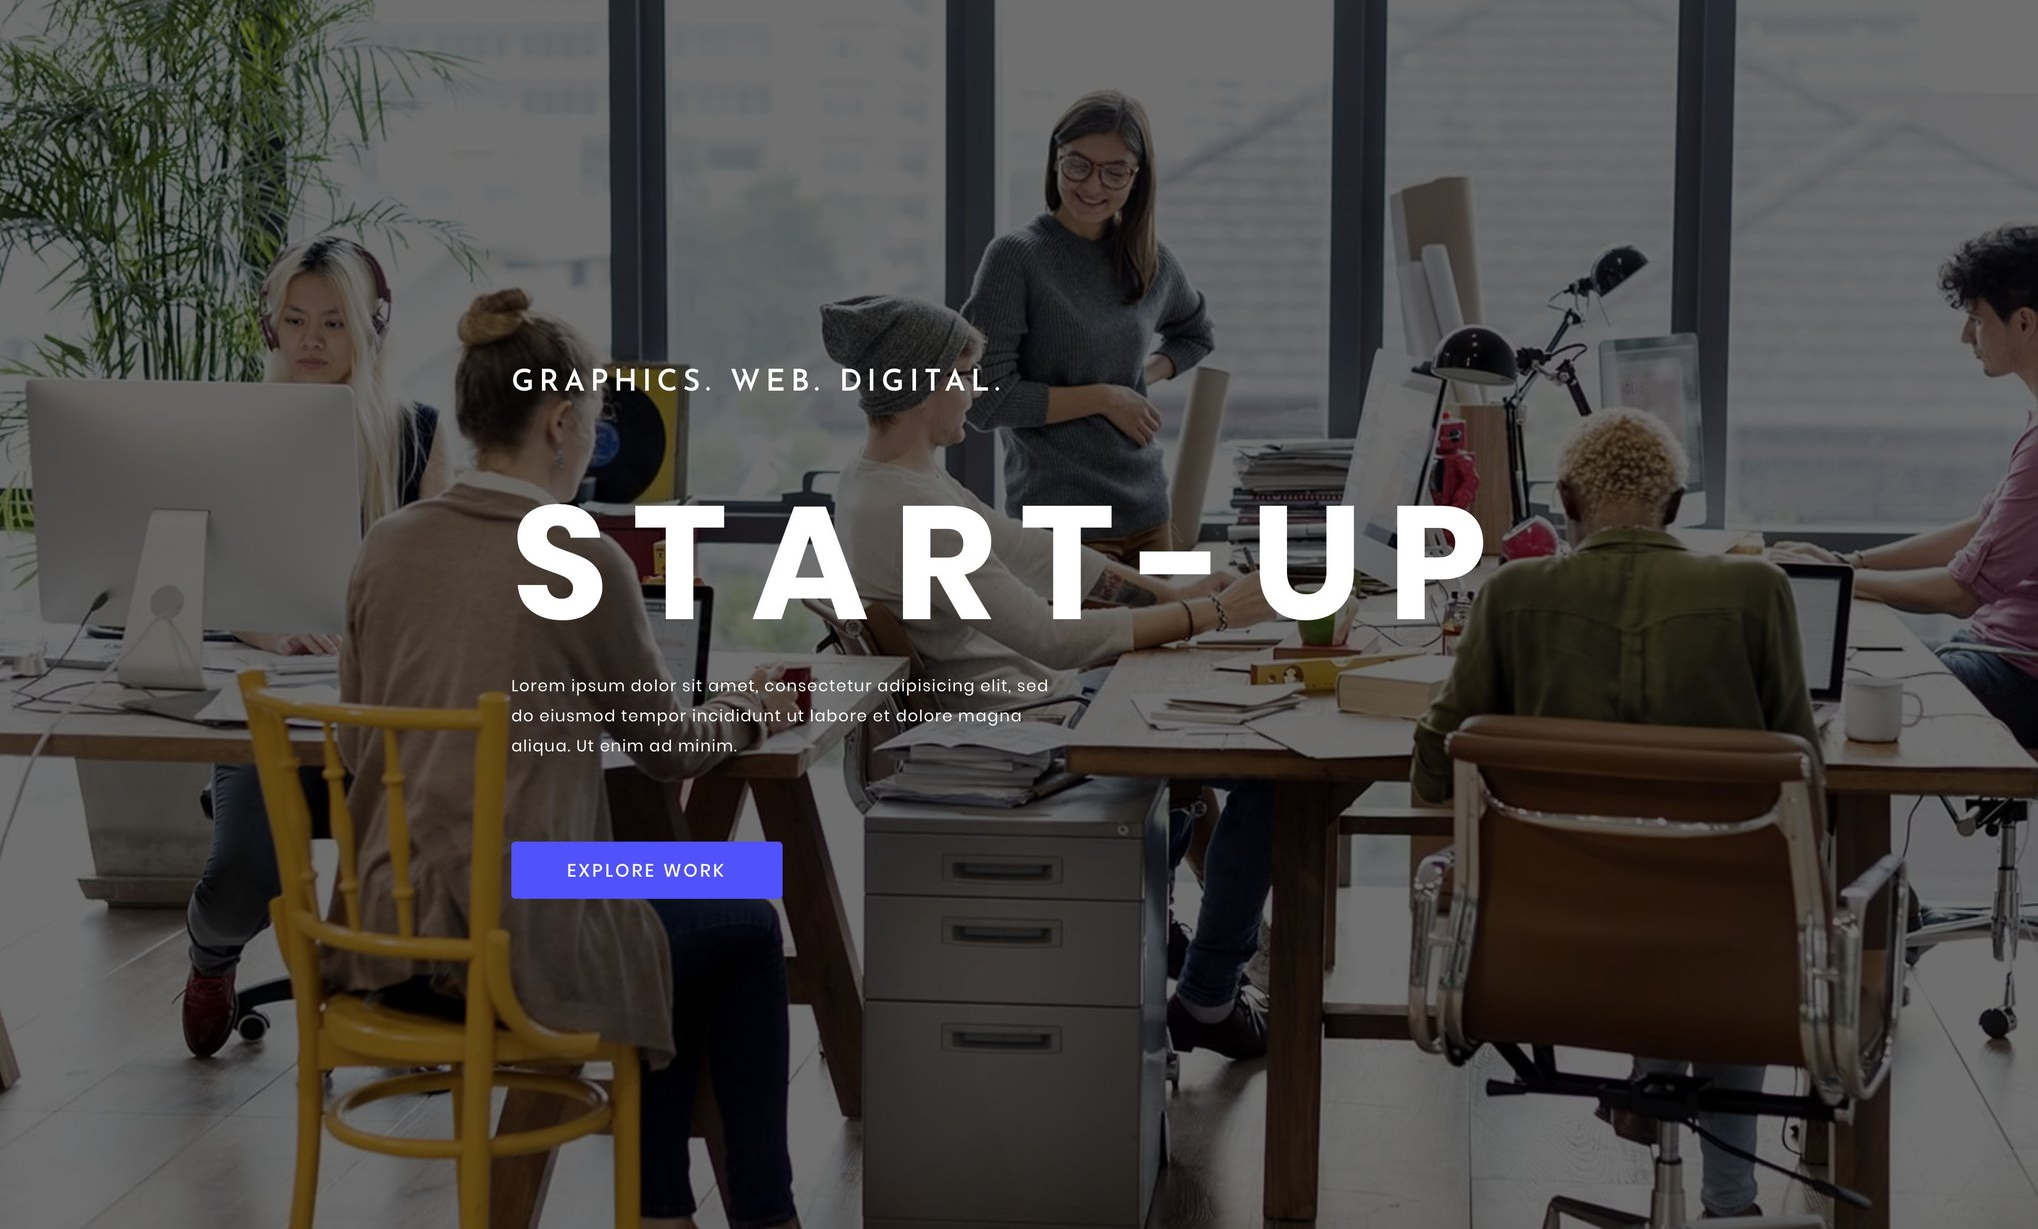 GRAPHICS. WEB. DIGITAL.
START-UP
Lorem ipsum dolor sit amet, consectetur adipisicing elit, sed
do eiusmod tempor incididunt ut labore et dolore magna
aliqua. Ut enim ad minim.
EXPLORE WORK